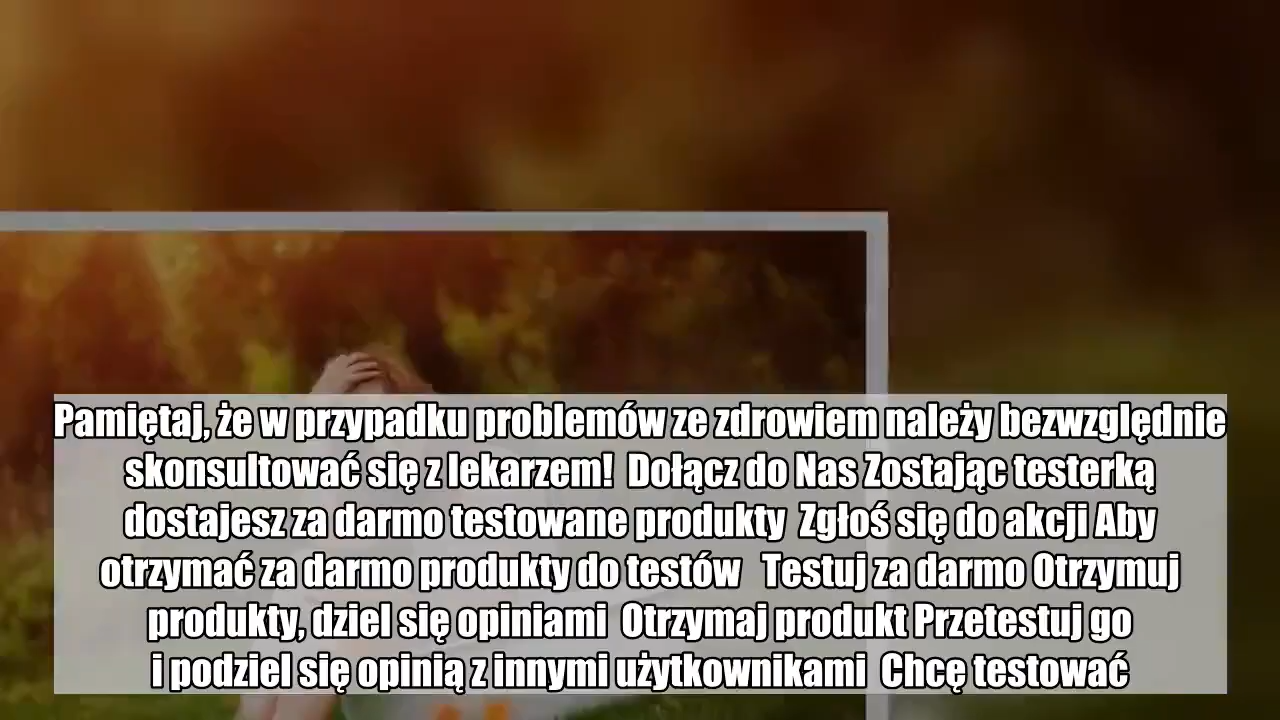 Pamiętaj, że w przypadku problemów ze zdrowiem należy bezwzględnie
skonsultować się z lekarzem! Dołącz do Nas Zostając testerką
dostajesz za darmo testowane produkty Zgłoś się do akcji Aby
otrzymać za darmo produkty do testów Testuj za darmo Otrzymuj
produkty, dziel się opiniami Otrzymaj produkt Przetestuj go
i podziel się opinią z innymi użytkownikami Chcę testować